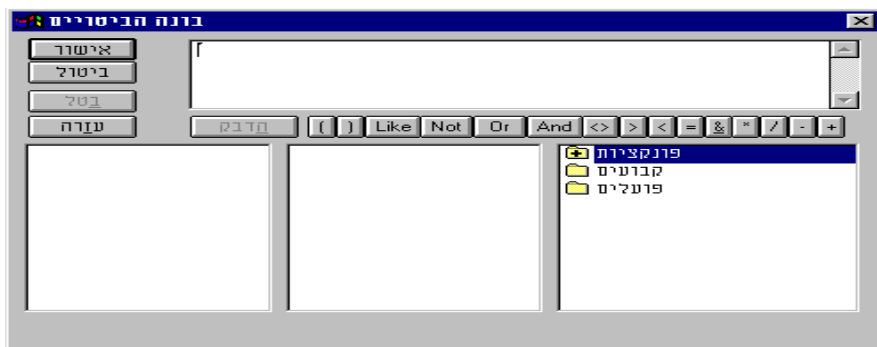 בונה הביטויים
אישור
ביטול
בטל
עזרה
הדבק ( ) Like Not Or And <> > < = & * / - +
פונקציות
קבועים
פועלים